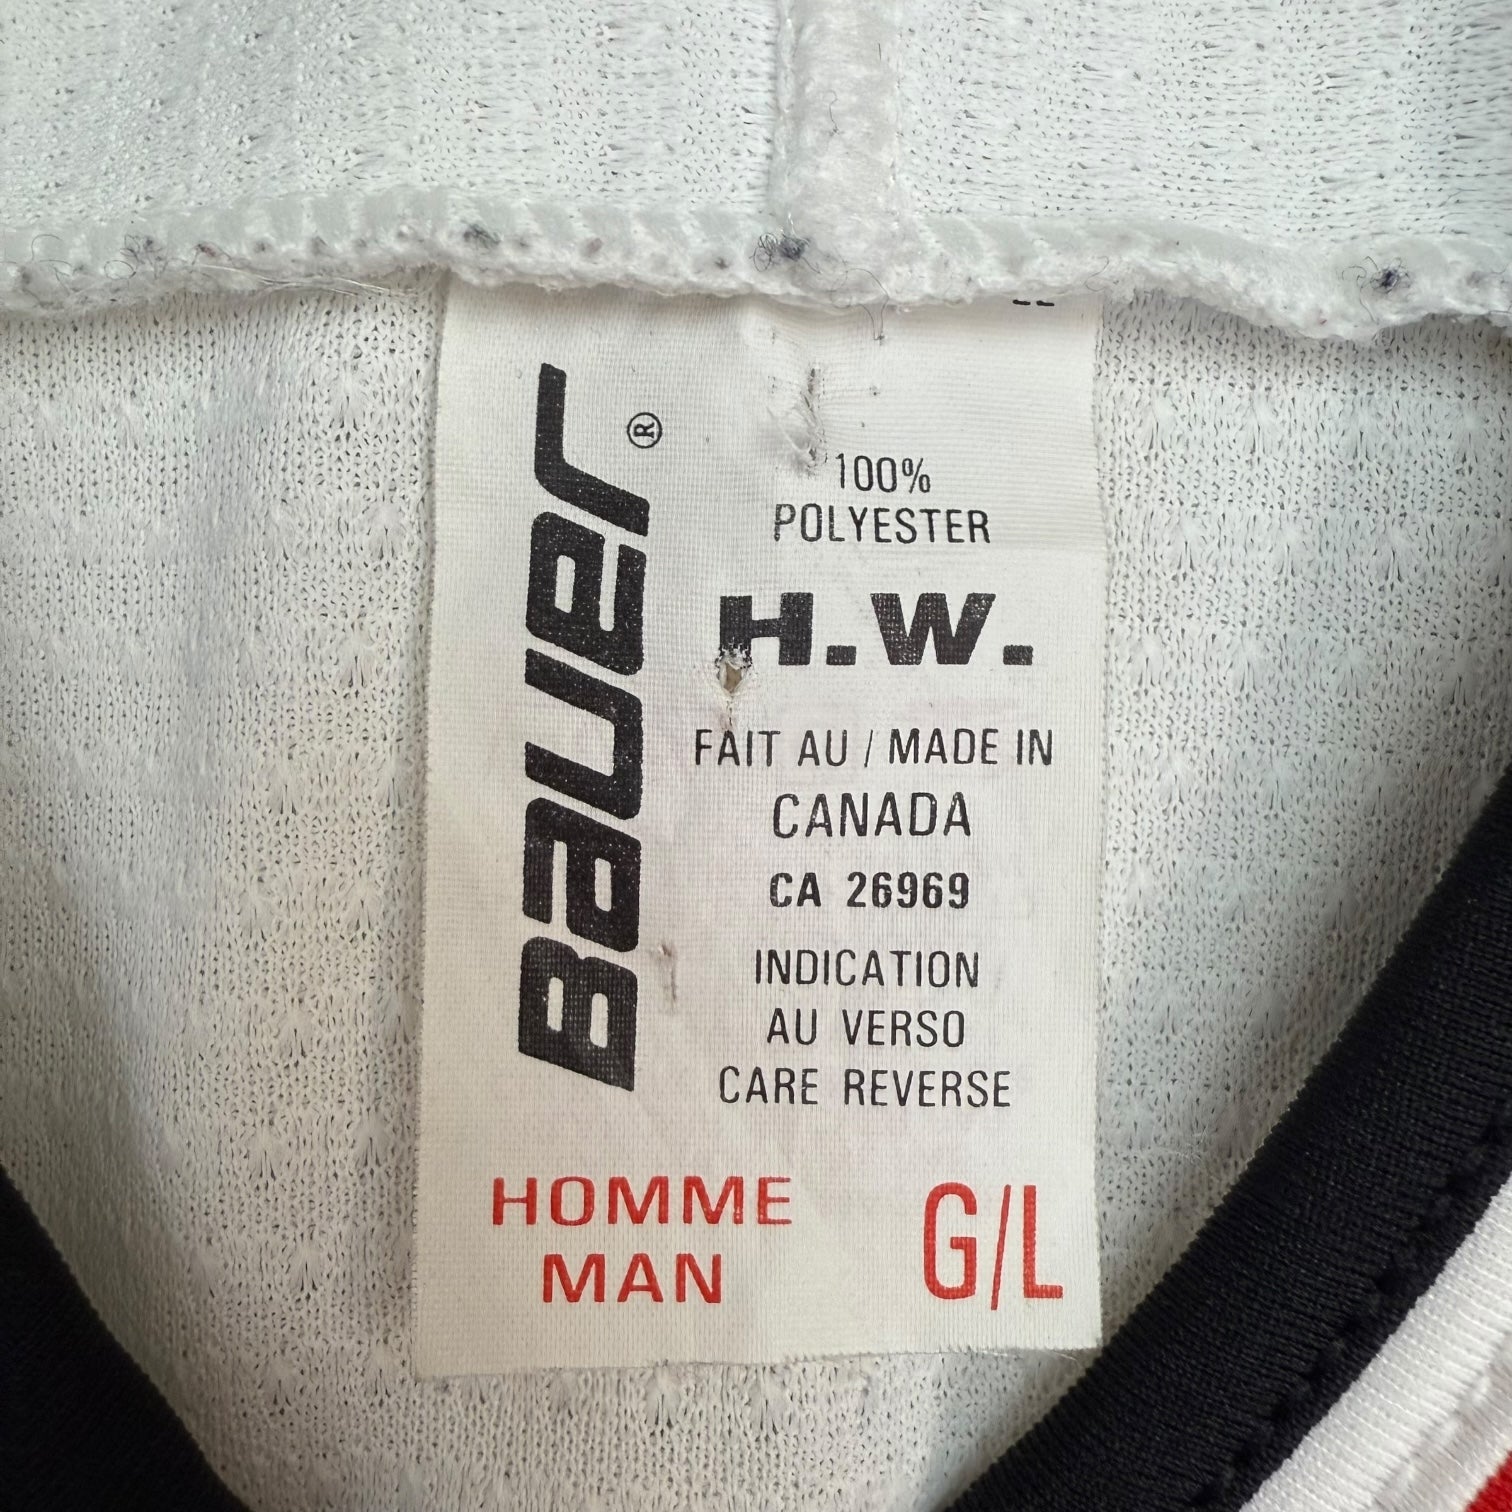 Bauer®
100%
POLYESTER
H.W.
FAIT AU / MADE IN
CANADA
CA 26969
INDICATION
AU VERSO
CARE REVERSE
HOMME
MAN
G/L